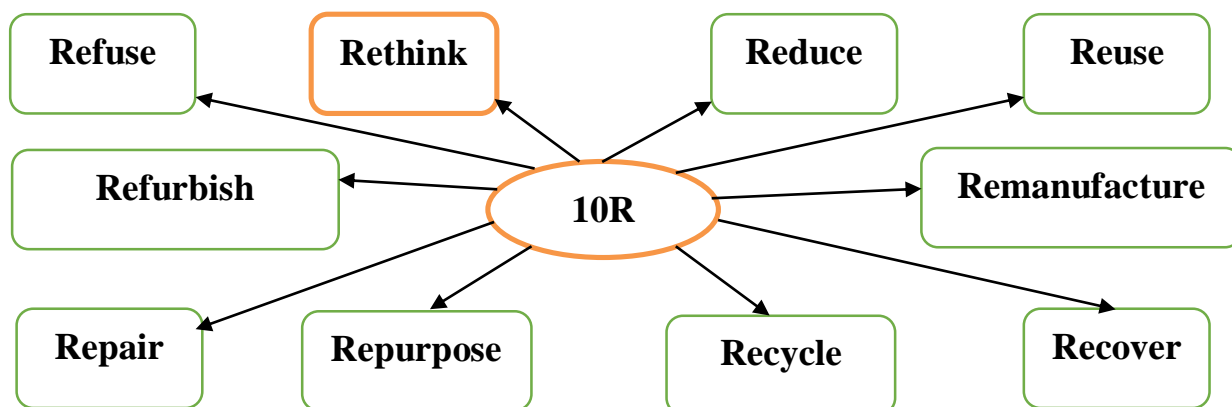 Refuse
Rethink
Reduce
Reuse
Refurbish
10R
Remanufacture
Repair
Repurpose
Recycle
Recover